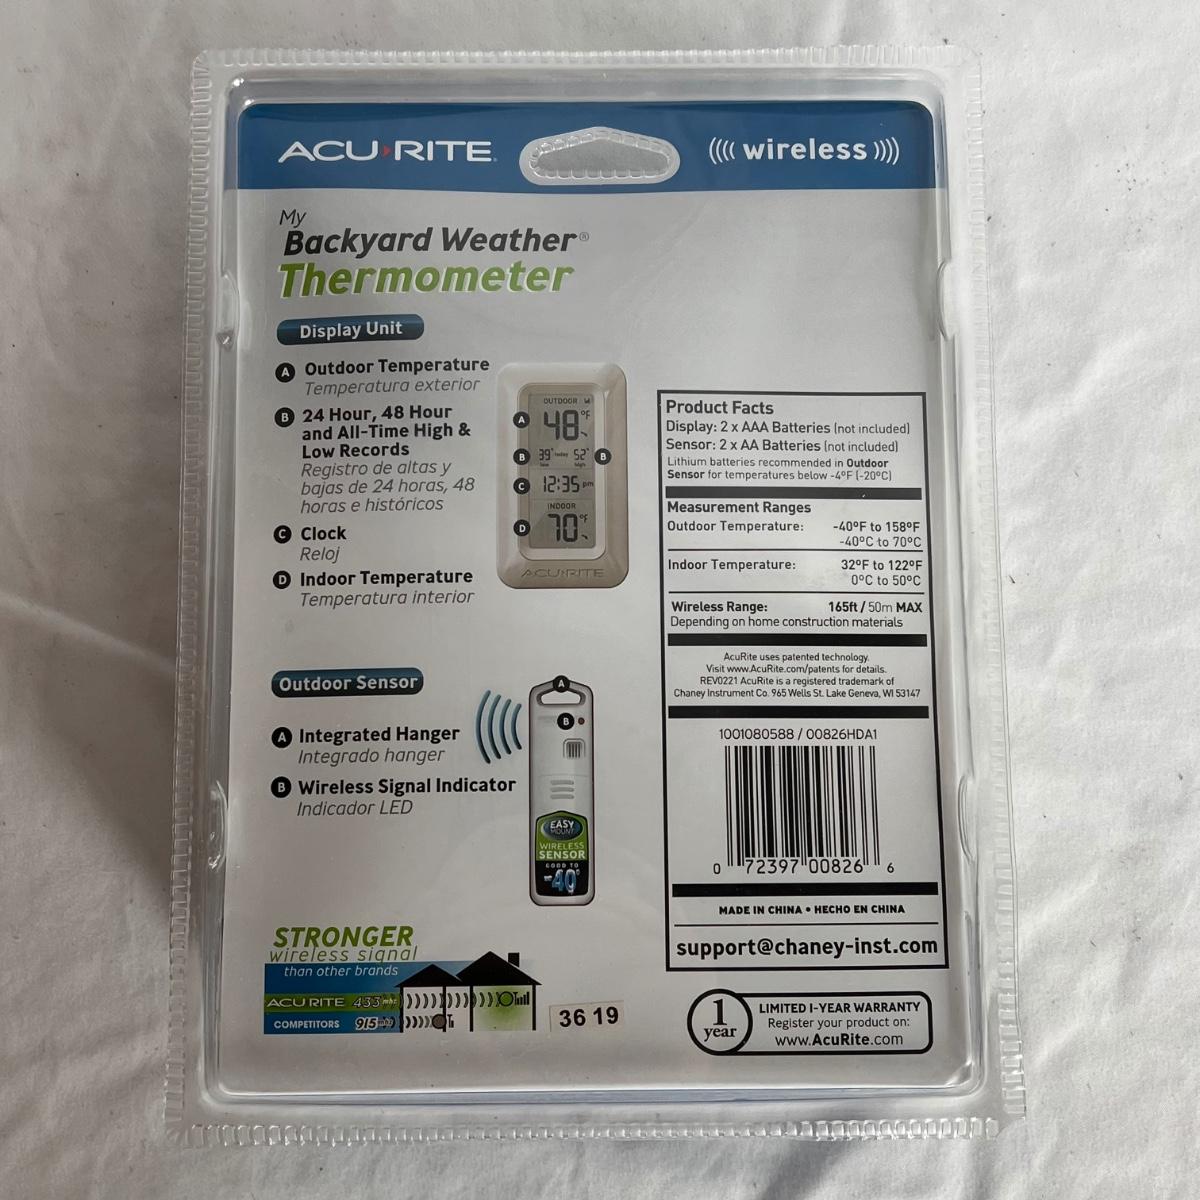 ACU RITE
((( wireless )))
My
Backyard Weather®
Thermometer
Display Unit
A Outdoor Temperature
Temperatura exterior
B 24 Hour, 48 Hour
and All-Time High &
Low Records
Registro de altas y
bajas de 24 horas, 48
horas e históricos
C Clock
Reloj
D Indoor Temperature
Temperatura interior
OUTDOOR
A 48°F
B 39° today 52° B
low high
C 12:35 pm
INDOOR
D 70°F
ACU RITE
Product Facts
Display: 2 x AAA Batteries (not included)
Sensor: 2 x AA Batteries (not included)
Lithium batteries recommended in Outdoor
Sensor for temperatures below -4°F (-20°C)
Measurement Ranges
Outdoor Temperature: -40°F to 158°F
-40°C to 70°C
Indoor Temperature: 32°F to 122°F
0°C to 50°C
Wireless Range: 165ft / 50m MAX
Depending on home construction materials
AcuRite uses patented technology.
Visit www.AcuRite.com/patents for details.
REV0221 AcuRite is a registered trademark of
Chaney Instrument Co. 965 Wells St. Lake Geneva, WI 53147
1001080588 / 00826HDA1
0 72397 00826 6
MADE IN CHINA • HECHO EN CHINA
support@chaney-inst.com
1
year
LIMITED 1-YEAR WARRANTY
Register your product on:
www.AcuRite.com
Outdoor Sensor
A Integrated Hanger
Integrado hanger
B Wireless Signal Indicator
Indicador LED
A
B
EASY
MOUNT
WIRELESS
SENSOR
GOOD TO
-40°
STRONGER
wireless signal
than other brands
ACU RITE 433 mhz
COMPETITORS 915 mhz
36 19